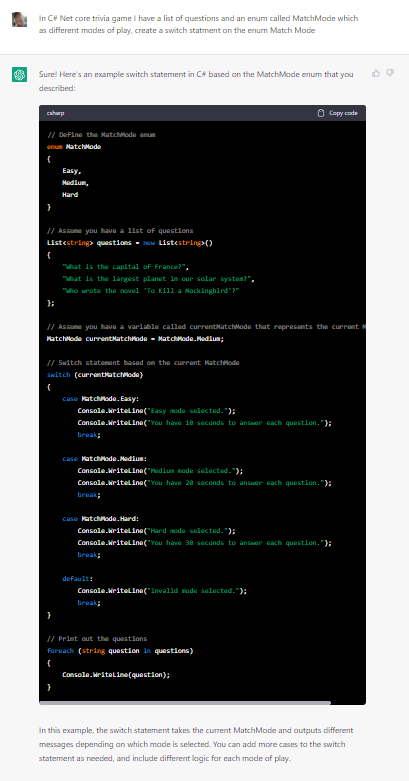 In C# Net core trivia game I have a list of questions and an enum called MatchMode which
as different modes of play, create a switch statment on the enum Match Mode
Sure! Here's an example switch statement in C# based on the MatchMode enum that you
described:
csharp
Copy code
// Define the MatchMode enum
enum MatchMode
{
    Easy,
    Medium,
    Hard
}
// Assume you have a list of questions
List<string> questions = new List<string>()
{
    "What is the capital of France?",
    "What is the largest planet in our solar system?",
    "Who wrote the novel 'To Kill a Mockingbird'?"
};
// Assume you have a variable called currentMatchMode that represents the current M
MatchMode currentMatchMode = MatchMode.Medium;
// Switch statement based on the current MatchMode
switch (currentMatchMode)
{
    case MatchMode.Easy:
        Console.WriteLine("Easy mode selected.");
        Console.WriteLine("You have 10 seconds to answer each question.");
        break;
    case MatchMode.Medium:
        Console.WriteLine("Medium mode selected.");
        Console.WriteLine("You have 20 seconds to answer each question.");
        break;
    case MatchMode.Hard:
        Console.WriteLine("Hard mode selected.");
        Console.WriteLine("You have 30 seconds to answer each question.");
        break;
    default:
        Console.WriteLine("Invalid mode selected.");
        break;
}
// Print out the questions
foreach (string question in questions)
{
    Console.WriteLine(question);
}
In this example, the switch statement takes the current MatchMode and outputs different
messages depending on which mode is selected. You can add more cases to the switch
statement as needed, and include different logic for each mode of play.